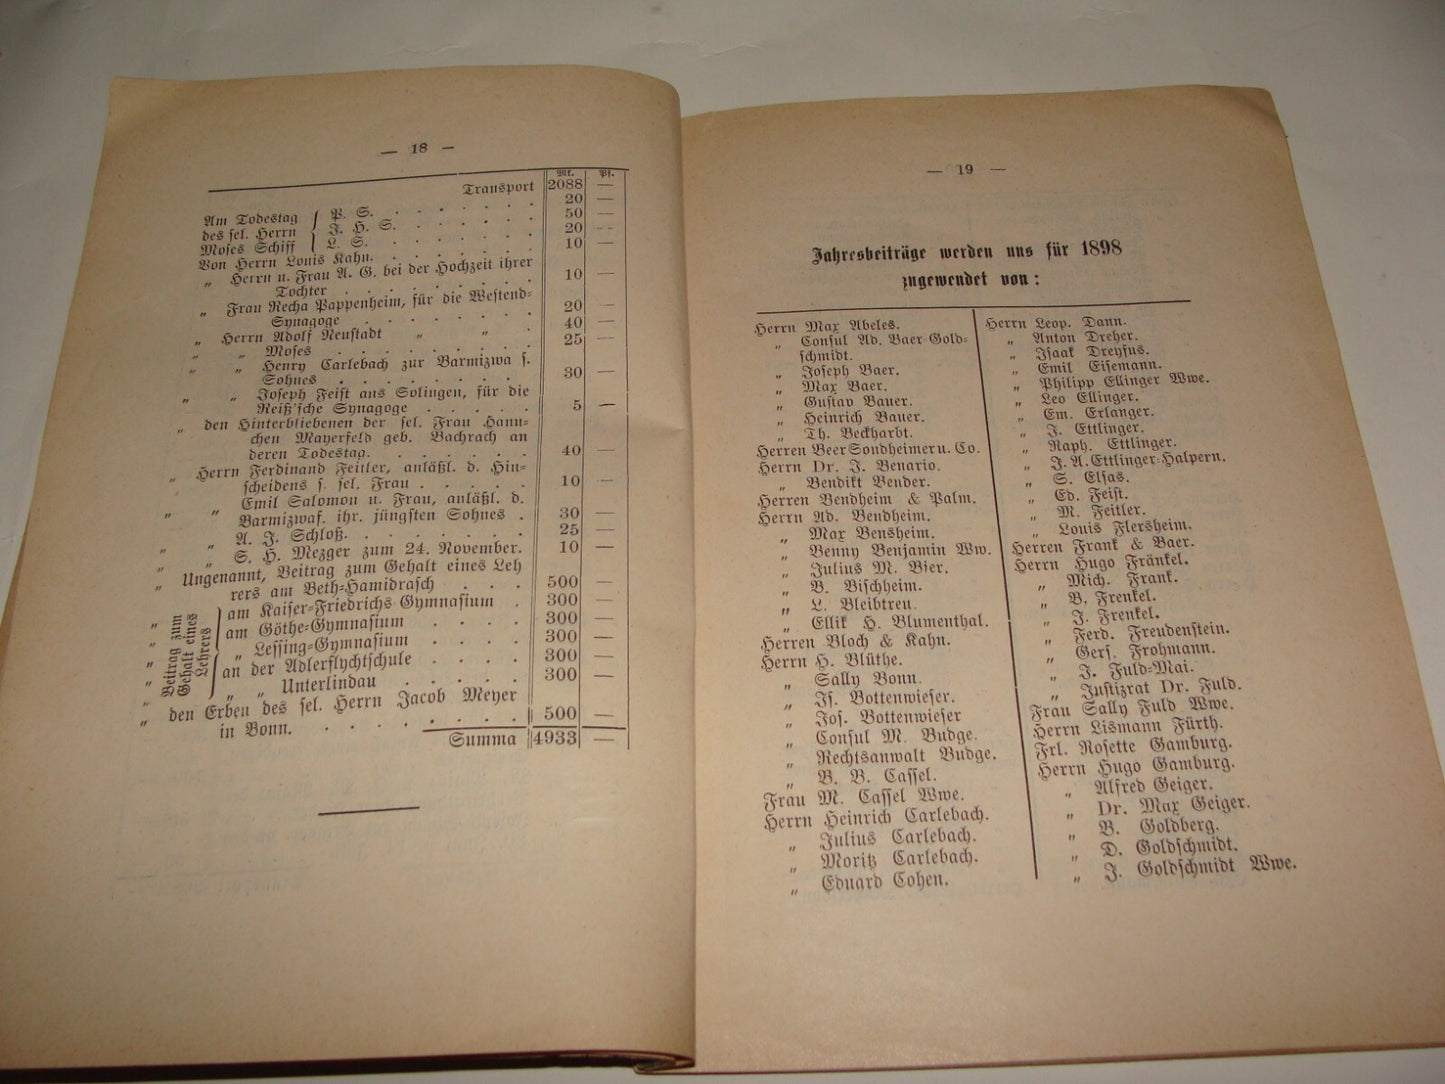 — 18 —
Mk. Pf.
Transport 2088 —
Am Todestag P. S. . . . . . . 20 —
des sel. Herrn J. H. S. . . . . . . 50 —
Moses Schiff L. S. . . . . . . 20 —
Von Herrn Louis Kahn. . . . . . . 10 —
„ Herrn u. Frau A. G. bei der Hochzeit ihrer
Tochter . . . . . . . 10 —
„ Frau Recha Pappenheim, für die Westend=
Synagoge . . . . . . . 20 —
„ Herrn Adolf Neustadt „ „ . 40 —
„ „ Moses . . . . . . . 25 —
„ „ Henry Carlebach zur Barmizwa s.
Sohnes . . . . . . . 30 —
„ „ Joseph Feist aus Solingen, für die
Reiß'sche Synagoge . . . . . 5 —
„ den Hinterbliebenen der sel. Frau Hann=
chen Mayerfeld geb. Bachrach an
deren Todestag. . . . . . . 40 —
„ Herrn Ferdinand Feitler, anläßl. d. Hin=
scheidens s. sel. Frau . . . . . 10 —
„ „ Emil Salomon u. Frau, anläßl. d.
Barmizwas. ihr. jüngsten Sohnes . 30 —
„ „ A. J. Schloß. . . . . . . 25 —
„ „ S. H. Mezger zum 24. November. 10 —
„ Ungenannt, Beitrag zum Gehalt eines Leh
rers am Beth=Hamidrasch . . . 500 —
Beitrag zum
Gehalt eines
Lehrers
„ am Kaiser=Friedrichs Gymnasium . 300 —
„ am Göthe=Gymnasium . . . . 300 —
„ „ Lessing=Gymnasium . . . . 300 —
„ an der Adlerflychtschule . . . . 300 —
„ „ „ Unterlindau . . . . . 300 —
„ den Erben des sel. Herrn Jacob Meyer
in Bonn. . . . . . . . 500 —
Summa 4933 —
— 19 —
Jahresbeiträge werden uns für 1898
zugewendet von:
Herrn Max Abeles.
„ Consul Ad. Baer Gold=
schmidt.
„ Joseph Baer.
„ Max Baer.
„ Gustav Bauer.
„ Heinrich Bauer.
„ Th. Beckhardt.
Herren Beer Sondheimer u. Co.
Herrn Dr. J. Benario.
„ Bendikt Bender.
Herren Bendheim & Palm.
Herrn Ad. Bendheim.
„ Max Bensheim.
„ Benny Benjamin Ww.
„ Julius M. Bier.
„ B. Bischheim.
„ L. Bleibtreu.
„ Ellik H. Blumenthal.
Herren Bloch & Kahn.
Herrn H. Blüthe.
„ Sally Bonn.
„ Is. Bottenwieser.
„ Jos. Bottenwieser
„ Consul M. Budge.
„ Rechtsanwalt Budge.
„ B. B. Cassel.
Frau M. Cassel Wwe.
Herrn Heinrich Carlebach.
„ Julius Carlebach.
„ Moritz Carlebach.
„ Eduard Cohen.
Herrn Leop. Dann.
„ Anton Dreher.
„ Isaak Dreyfus.
„ Emil Eisemann.
„ Philipp Ellinger Wwe.
„ Leo Ellinger.
„ Em. Erlanger.
„ J. Ettlinger.
„ Raph. Ettlinger.
„ J. A. Ettlinger=Halpern.
„ S. Elsas.
„ Ed. Feist.
„ M. Feitler.
„ Louis Flersheim.
Herren Frank & Baer.
Herrn Hugo Fränkel.
„ Mich. Frank.
„ B. Frenkel.
„ J. Frenkel.
„ Ferd. Freudenstein.
„ Gers. Frohmann.
„ J. Fuld=Mai.
„ Justizrat Dr. Fuld.
Frau Sally Fuld Wwe.
Herrn Lismann Fürth.
Frl. Rosette Gamburg.
Herrn Hugo Gamburg.
„ Alfred Geiger.
„ Dr. Max Geiger.
„ B. Goldberg.
„ D. Goldschmidt.
„ J. Goldschmidt Wwe.